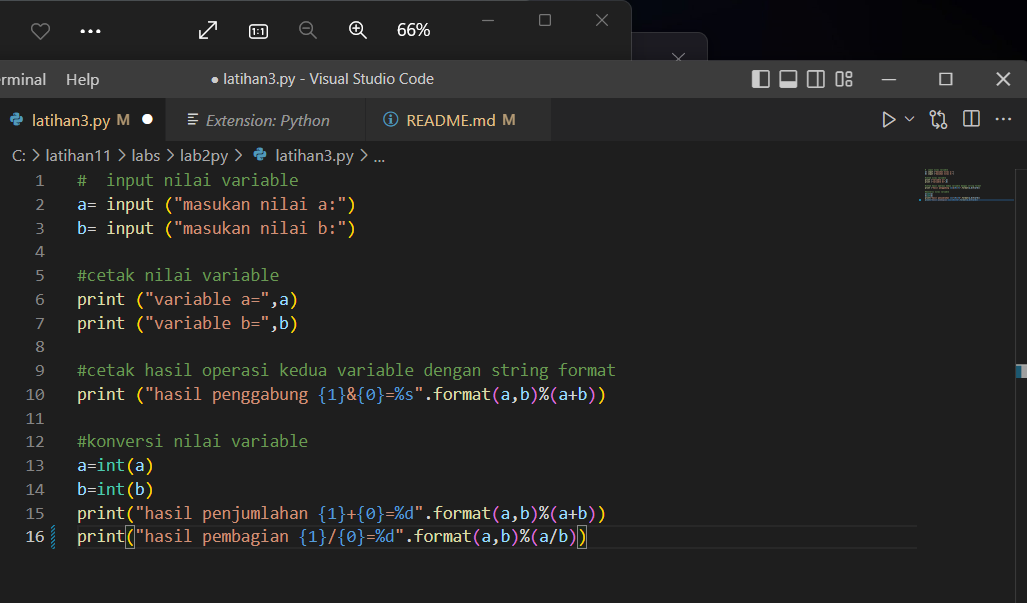 66%
rminal Help ● latihan3.py - Visual Studio Code
latihan3.py M ● Extension: Python README.md M
C: > latihan11 > labs > lab2py > latihan3.py > ...
1 #  input nilai variable
2 a= input ("masukan nilai a:")
3 b= input ("masukan nilai b:")
4
5 #cetak nilai variable
6 print ("variable a=",a)
7 print ("variable b=",b)
8
9 #cetak hasil operasi kedua variable dengan string format
10 print ("hasil penggabung {1}&{0}=%s".format(a,b)%(a+b))
11
12 #konversi nilai variable
13 a=int(a)
14 b=int(b)
15 print("hasil penjumlahan {1}+{0}=%d".format(a,b)%(a+b))
16 print("hasil pembagian {1}/{0}=%d".format(a,b)%(a/b))